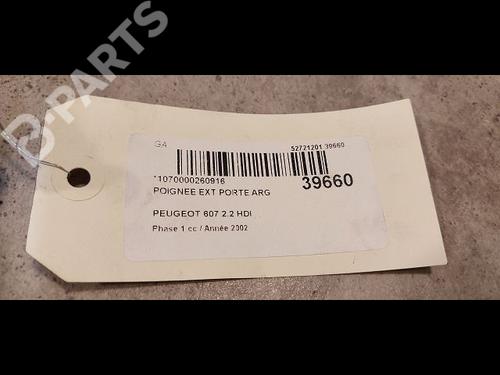 B-PARTS
GA
52721201 39660
*1070000260916
39660
POIGNEE EXT PORTE ARG
PEUGEOT 607 2.2 HDI
Phase 1 cc / Année 2002